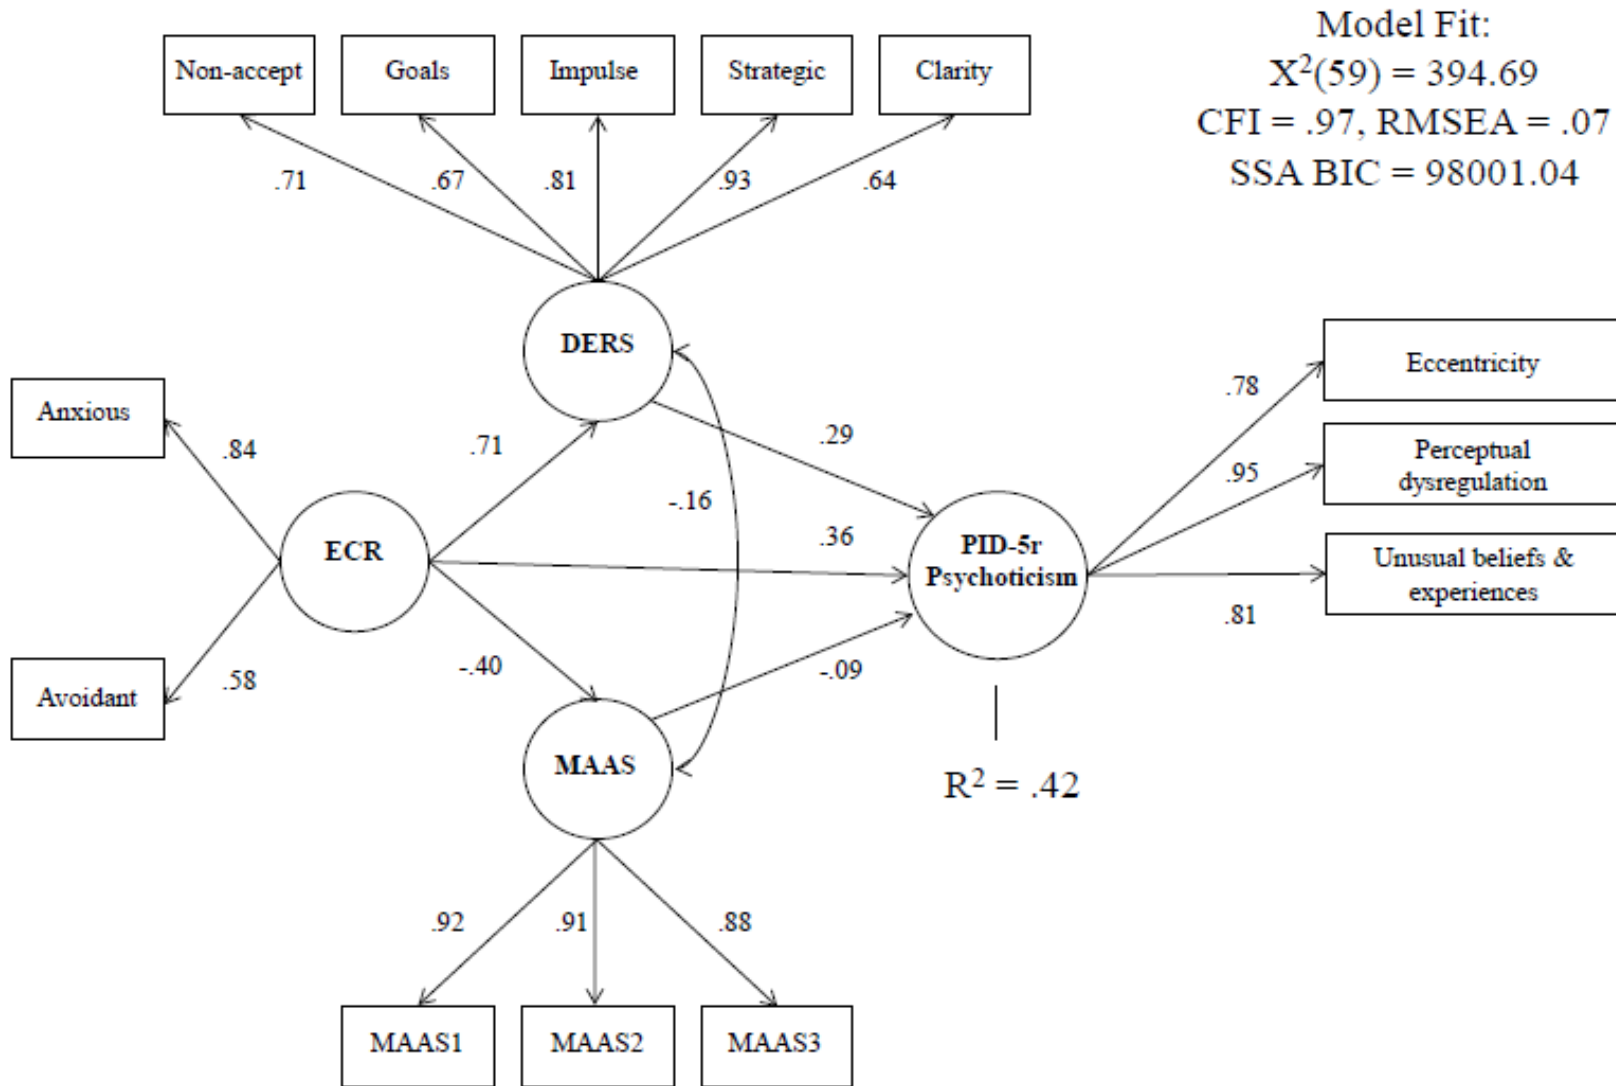 Model Fit:
X²(59) = 394.69
CFI = .97, RMSEA = .07
SSA BIC = 98001.04
Non-accept
Goals
Impulse
Strategic
Clarity
.71
.67
.81
.93
.64
DERS
Anxious
.84
.71
.29
-.16
.78
Eccentricity
.95
Perceptual
dysregulation
ECR
.36
PID-5r
Psychoticism
Unusual beliefs &
experiences
.81
Avoidant
.58
-.40
-.09
MAAS
R² = .42
.92
.91
.88
MAAS1
MAAS2
MAAS3